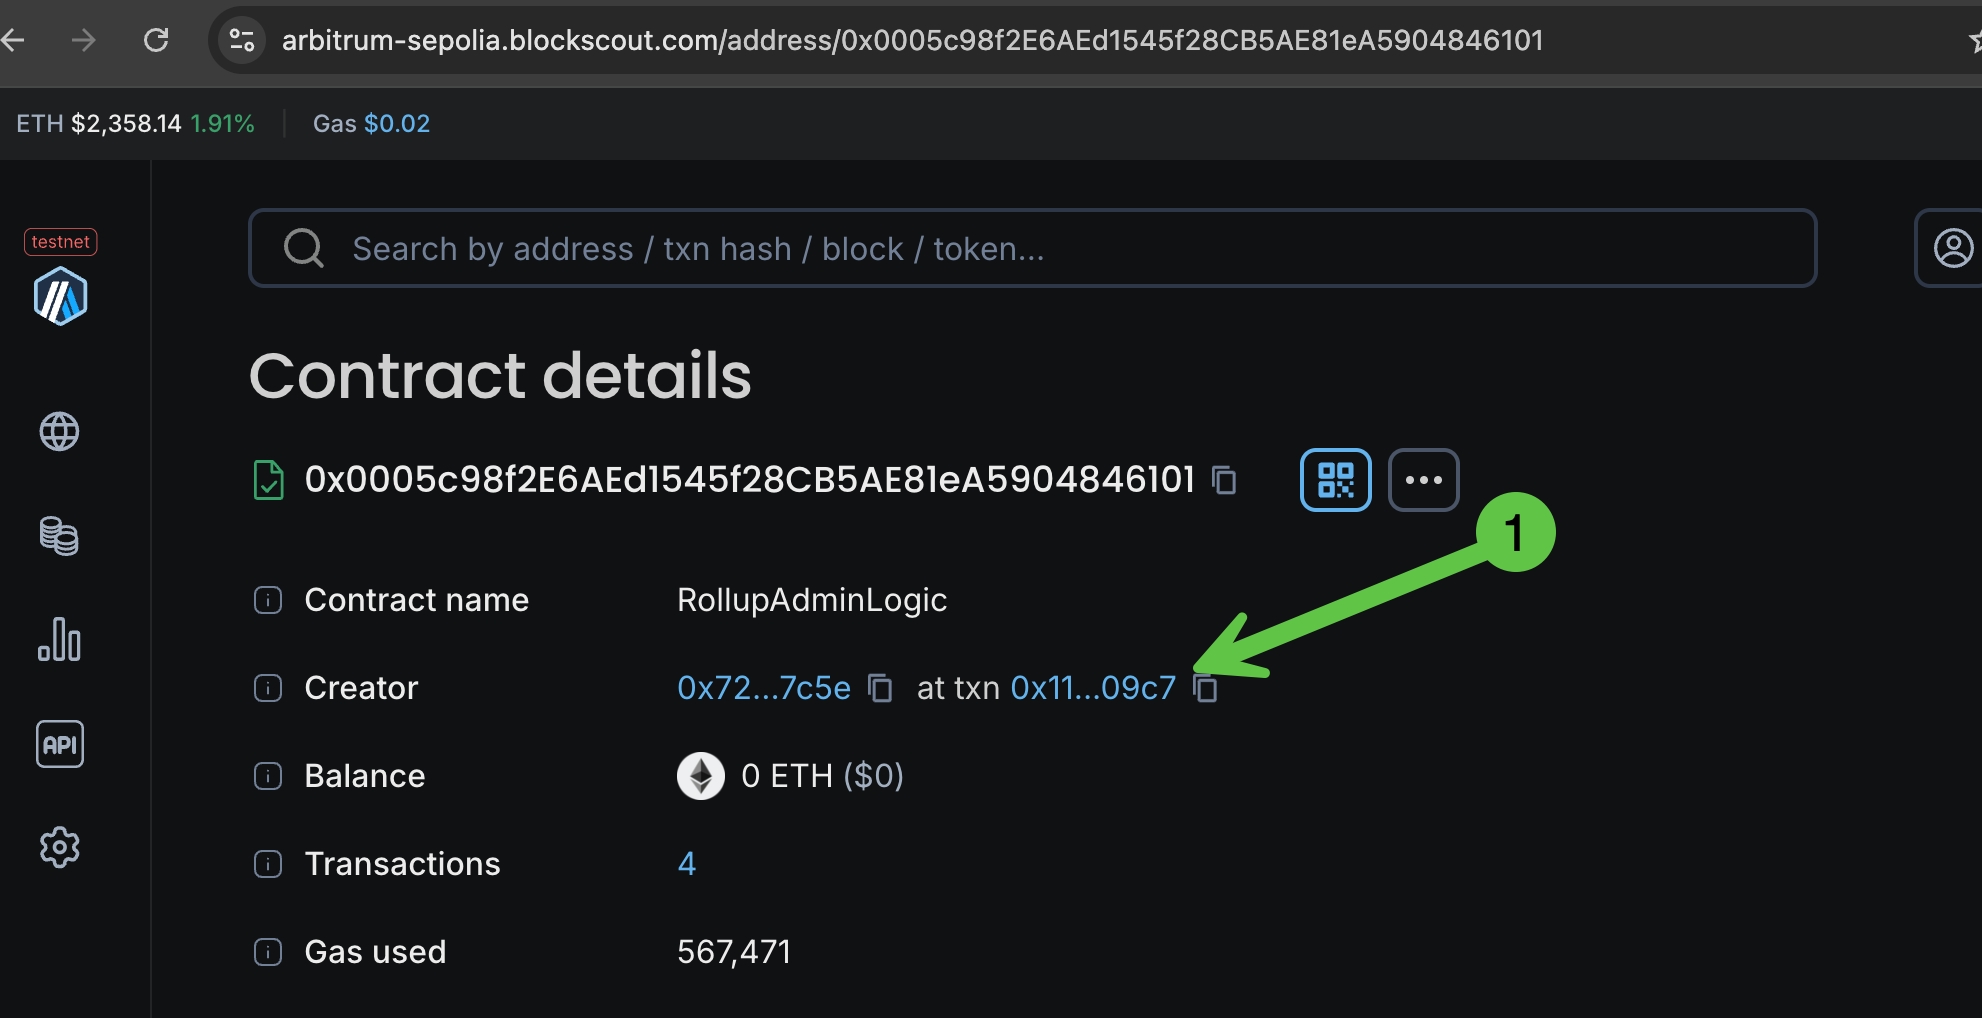 arbitrum-sepolia.blockscout.com/address/0x0005c98f2E6AEd1545f28CB5AE81eA5904846101
ETH $2,358.14 1.91% Gas $0.02
testnet
Search by address / txn hash / block / token...
Contract details
0x0005c98f2E6AEd1545f28CB5AE81eA5904846101
1
Contract name RollupAdminLogic
Creator 0x72...7c5e at txn 0x11...09c7
Balance 0 ETH ($0)
API
Transactions 4
Gas used 567,471